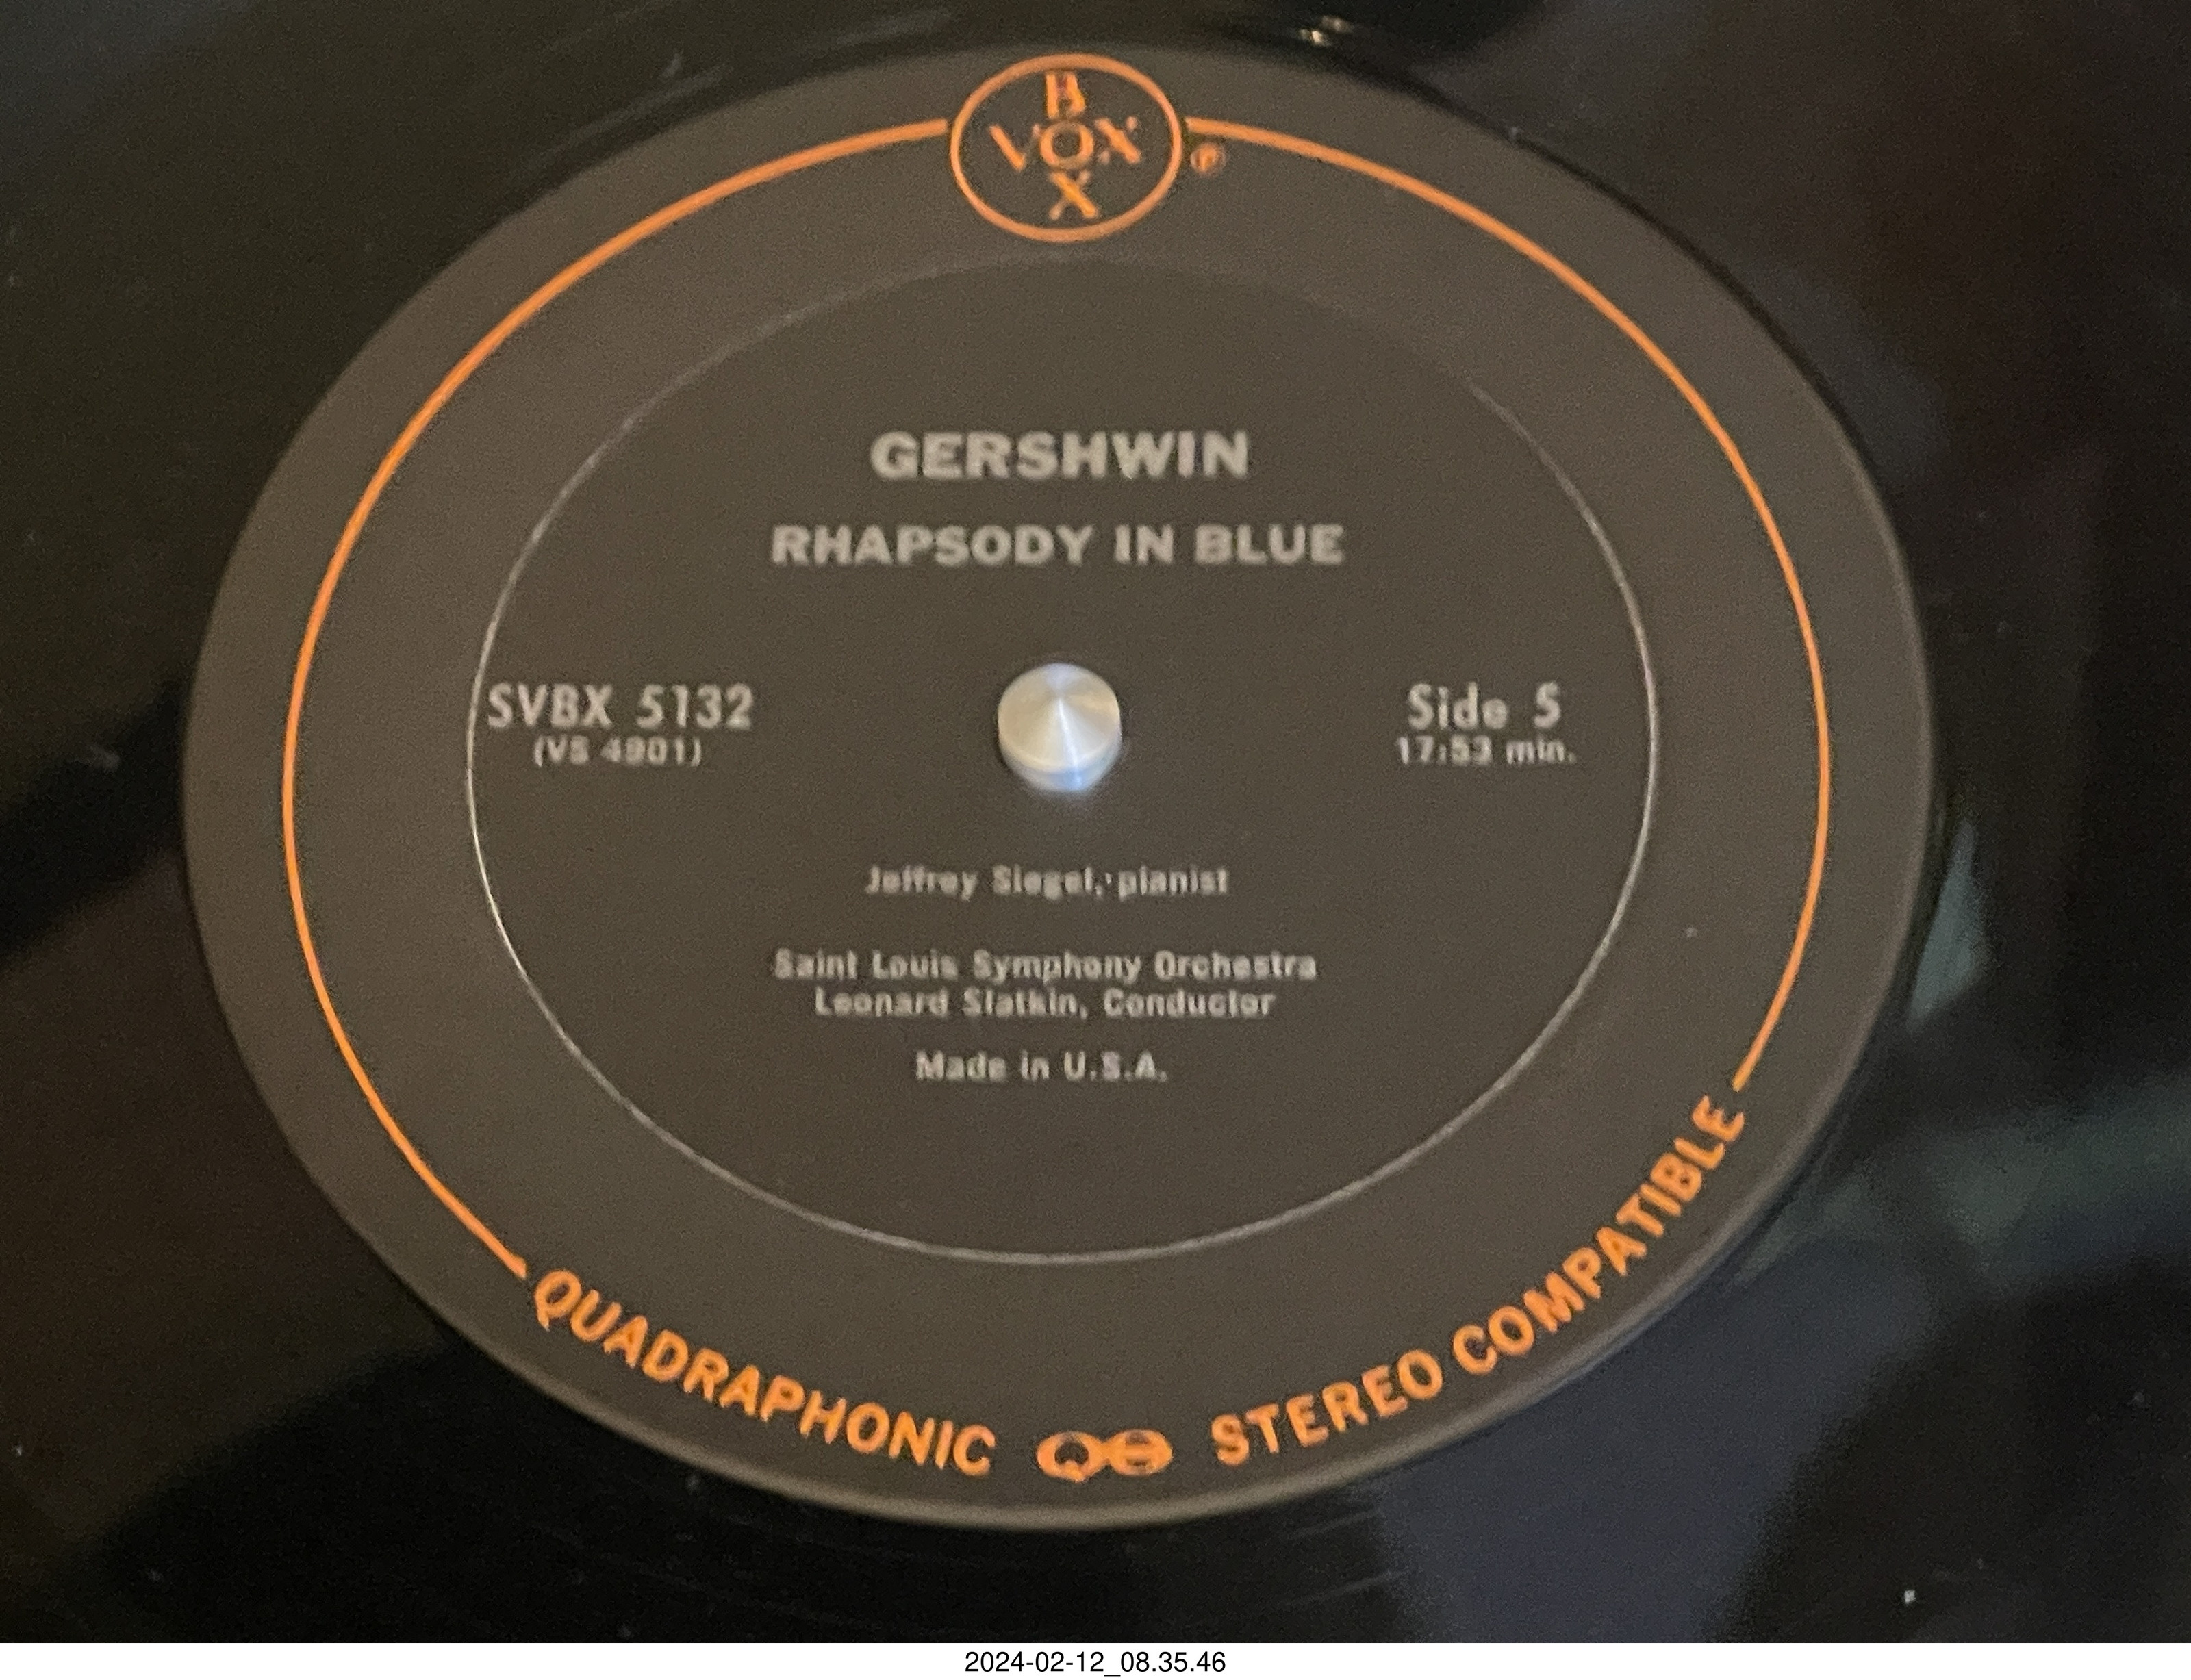 B
VOX
X
℗
GERSHWIN
RHAPSODY IN BLUE
SVBX 5132
(VS 4901)
Side 5
17:53 min.
Jeffrey Siegel, pianist
Saint Louis Symphony Orchestra
Leonard Slatkin, Conductor
Made in U.S.A.
QUADRAPHONIC QS STEREO COMPATIBLE
2024-02-12_08.35.46